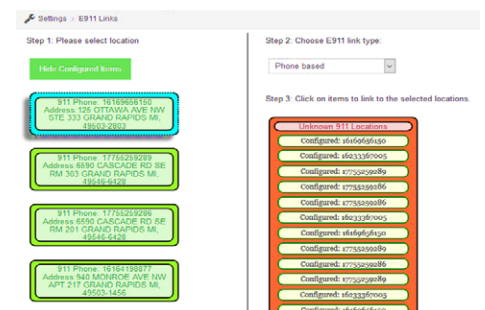 Settings > E911 Links
Step 1: Please select location
Hide Configured Items
911 Phone: 16169656150
Address:125 OTTAWA AVE NW
STE 333 GRAND RAPIDS MI,
49503-2803
911 Phone: 17755259289
Address:6590 CASCADE RD SE
RM 303 GRAND RAPIDS MI,
49546-6428
911 Phone: 17755259286
Address:6590 CASCADE RD SE
RM 201 GRAND RAPIDS MI,
49546-6428
911 Phone: 16164198877
Address:940 MONROE AVE NW
APT 217 GRAND RAPIDS MI,
49503-1456
Step 2: Choose E911 link type:
Phone based
Step 3: Click on items to link to the selected locations
Unknown 911 Locations
Configured: 16169656150
Configured: 16233367005
Configured: 17755259289
Configured: 17755259286
Configured: 17755259286
Configured: 16233367005
Configured: 16169656150
Configured: 17755259289
Configured: 17755259286
Configured: 17755259289
Configured: 16233367005
Configured: 16169656150